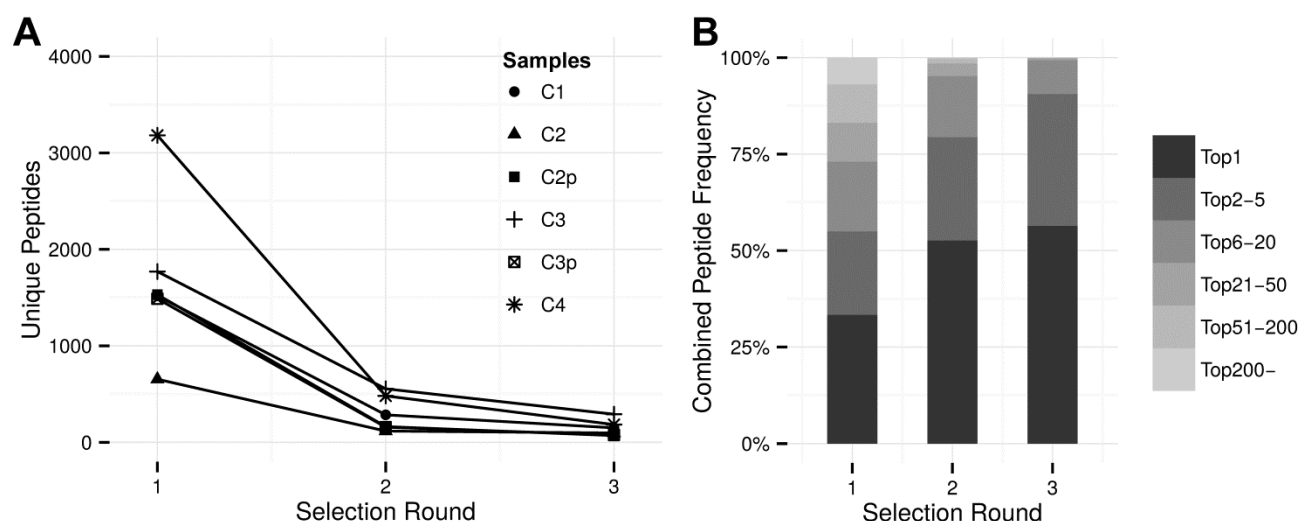 A
Unique Peptides
4000
3000
2000
1000
0
1
2
3
Selection Round
Samples
C1
C2
C2p
C3
C3p
C4
B
Combined Peptide Frequency
100%
75%
50%
25%
0%
1
2
3
Selection Round
Top1
Top2-5
Top6-20
Top21-50
Top51-200
Top200-